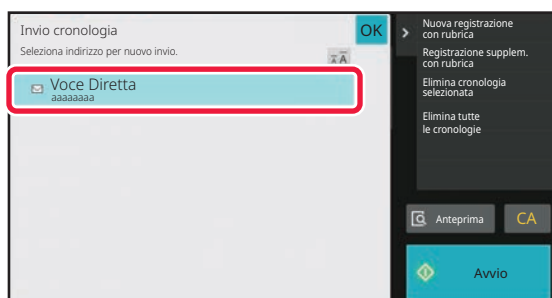 Invio cronologia
OK
Seleziona indirizzo per nuovo invio.
Voce Diretta
aaaaaaaa
Nuova registrazione
con rubrica
Registrazione supplem.
con rubrica
Elimina cronologia
selezionata
Elimina tutte
le cronologie
Anteprima
CA
Avvio